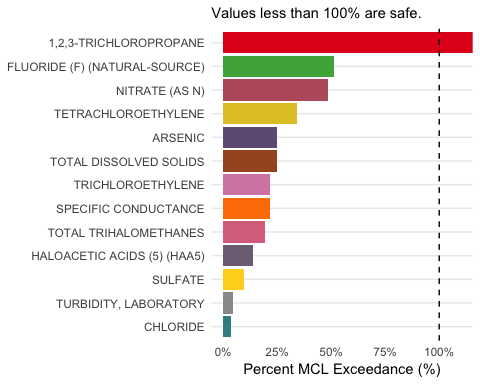 Values less than 100% are safe.
1,2,3-TRICHLOROPROPANE
FLUORIDE (F) (NATURAL-SOURCE)
NITRATE (AS N)
TETRACHLOROETHYLENE
ARSENIC
TOTAL DISSOLVED SOLIDS
TRICHLOROETHYLENE
SPECIFIC CONDUCTANCE
TOTAL TRIHALOMETHANES
HALOACETIC ACIDS (5) (HAA5)
SULFATE
TURBIDITY, LABORATORY
CHLORIDE
0% 25% 50% 75% 100%
Percent MCL Exceedance (%)